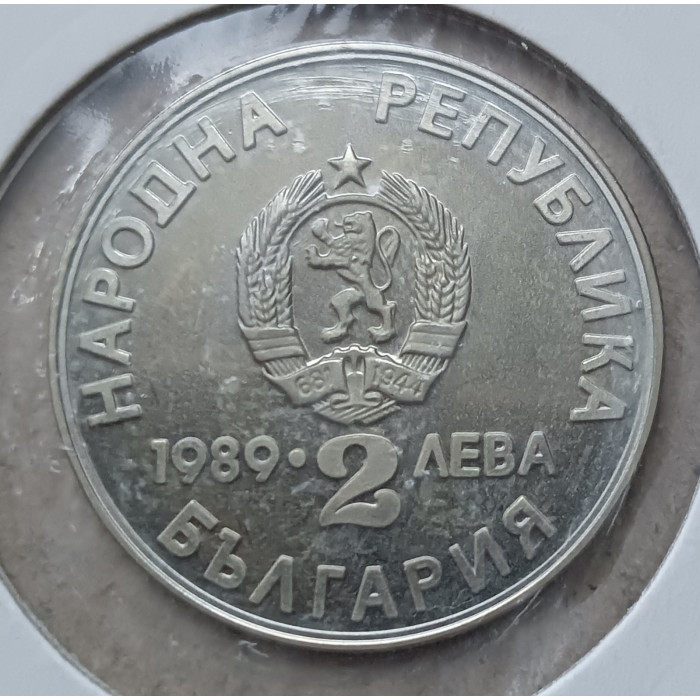 НАРОДНА РЕПУБЛИКА
681 1944
1989 • 2 ЛЕВА
БЪЛГАРИЯ